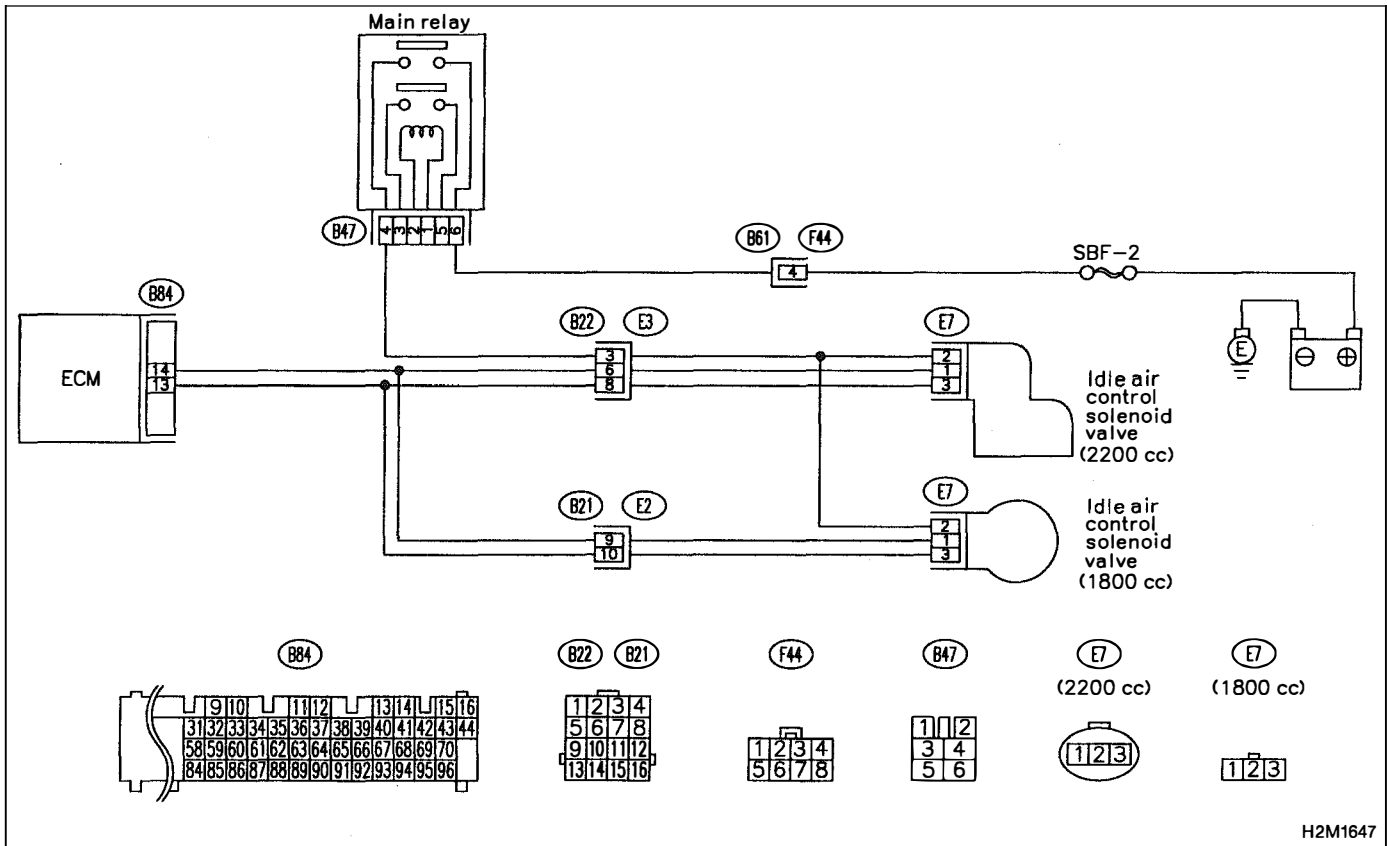 Main relay
B47
4 3 2 1 5 6
B61 F44
4
SBF-2
B84
ECM
14
13
B22 E3
3
6
8
E7
2
1
3
E
⊖ ⊕
Idle air
control
solenoid
valve
(2200 cc)
B21 E2
9
10
E7
2
1
3
Idle air
control
solenoid
valve
(1800 cc)
B84
9 10 11 12 13 14 15 16
31 32 33 34 35 36 37 38 39 40 41 42 43 44
58 59 60 61 62 63 64 65 66 67 68 69 70
84 85 86 87 88 89 90 91 92 93 94 95 96
B22 B21
1 2 3 4
5 6 7 8
9 10 11 12
13 14 15 16
F44
1 2 3 4
5 6 7 8
B47
1 2
3 4
5 6
E7
(2200 cc)
1 2 3
E7
(1800 cc)
1 2 3
H2M1647